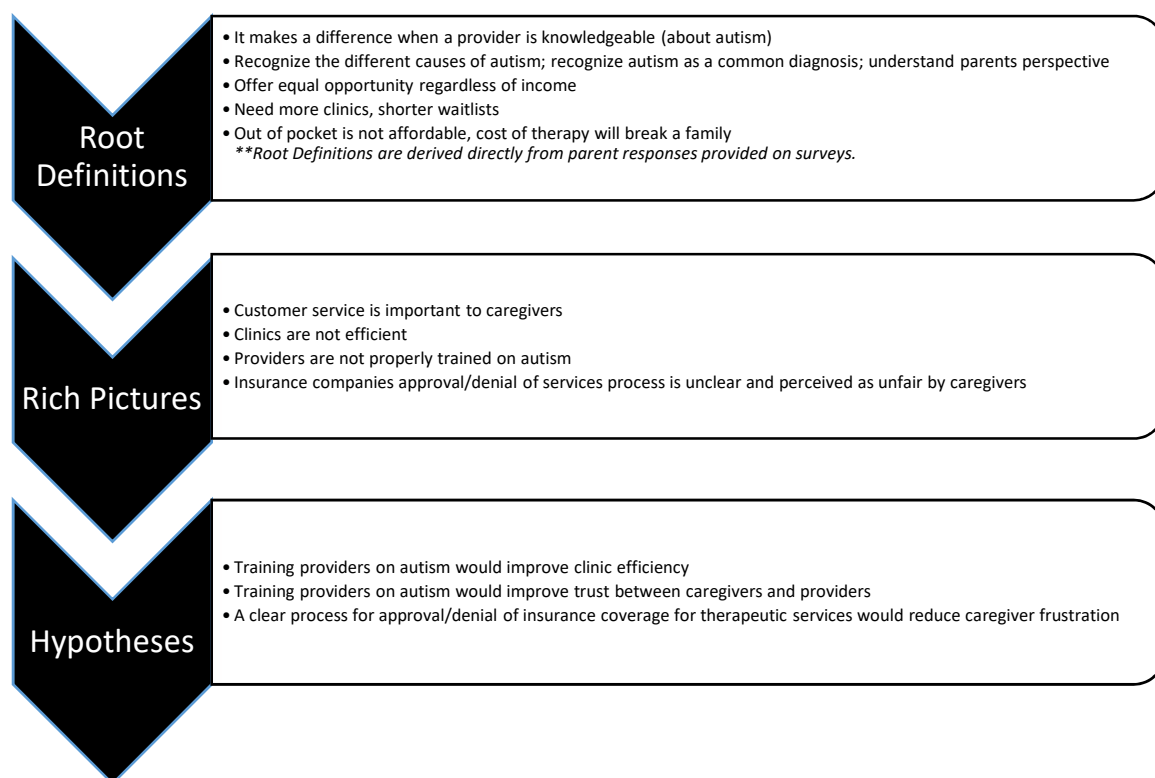 Root
Definitions
• It makes a difference when a provider is knowledgeable (about autism)
• Recognize the different causes of autism; recognize autism as a common diagnosis; understand parents perspective
• Offer equal opportunity regardless of income
• Need more clinics, shorter waitlists
• Out of pocket is not affordable, cost of therapy will break a family
**Root Definitions are derived directly from parent responses provided on surveys.
Rich Pictures
• Customer service is important to caregivers
• Clinics are not efficient
• Providers are not properly trained on autism
• Insurance companies approval/denial of services process is unclear and perceived as unfair by caregivers
Hypotheses
• Training providers on autism would improve clinic efficiency
• Training providers on autism would improve trust between caregivers and providers
• A clear process for approval/denial of insurance coverage for therapeutic services would reduce caregiver frustration